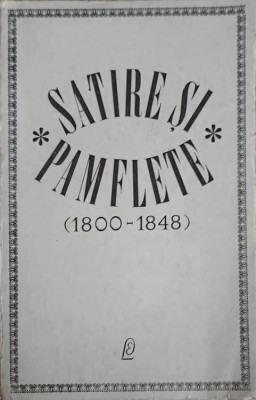 SATIRE ȘI
* PAMFLETE *
(1800-1848)